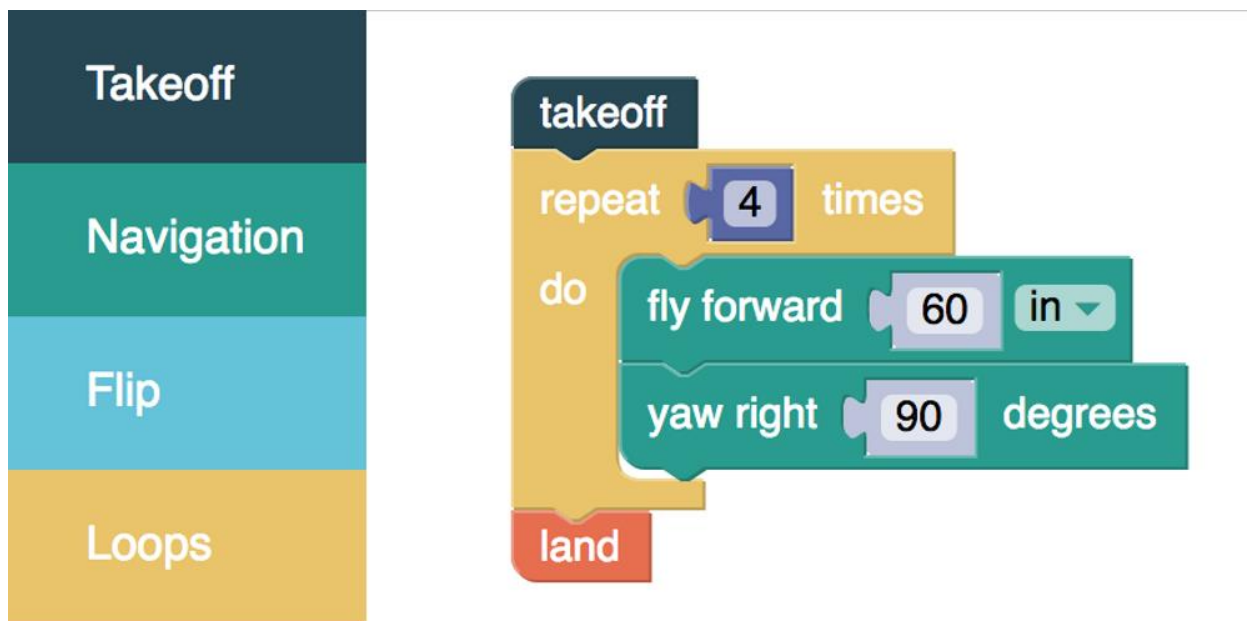 Takeoff
Navigation
Flip
Loops
takeoff
repeat 4 times
do
fly forward 60 in
yaw right 90 degrees
land